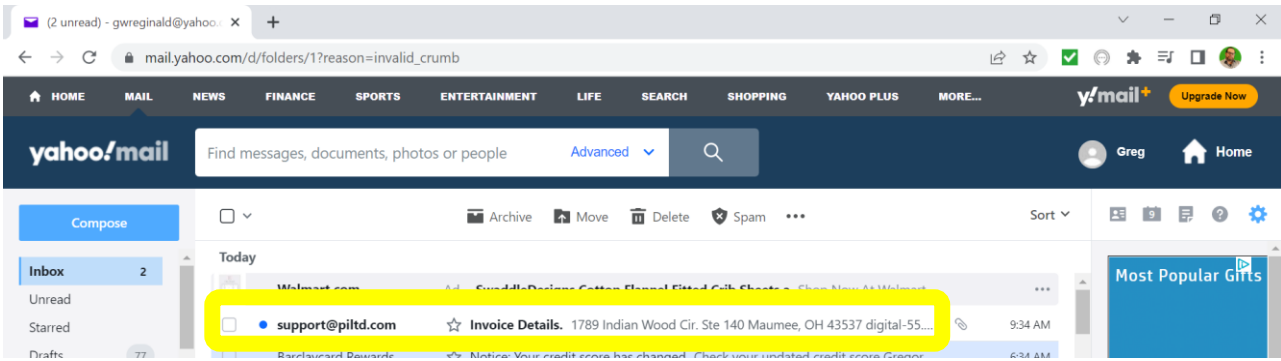 (2 unread) - gwreginald@yahoo.
mail.yahoo.com/d/folders/1?reason=invalid_crumb
HOME MAIL NEWS FINANCE SPORTS ENTERTAINMENT LIFE SEARCH SHOPPING YAHOO PLUS MORE... y!mail+ Upgrade Now
yahoo!mail Find messages, documents, photos or people Advanced Greg Home
Compose Archive Move Delete Spam ••• Sort 9
Today
Inbox 2 Most Popular Gifts
Walmart.com Ad SwaddleDesigns Cotton Flannel Fitted Crib Sheets a Shop Now At Walmart •••
Unread
support@piltd.com Invoice Details. 1789 Indian Wood Cir. Ste 140 Maumee, OH 43537 digital-55.... 9:34 AM
Starred
Drafts 77 Barclaycard Rewards Notice: Your credit score has changed. Check your updated credit score Gregor 6:34 AM